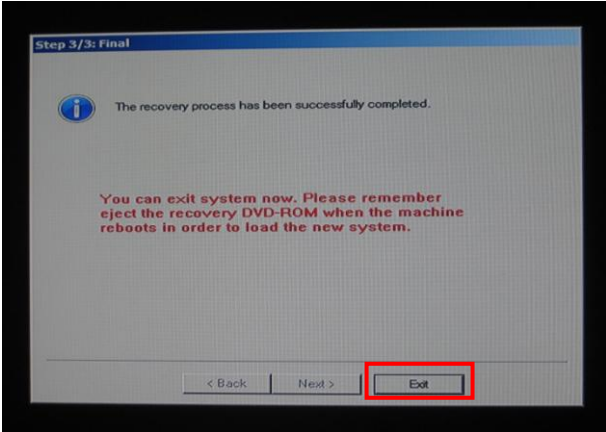 Step 3/3: Final
The recovery process has been successfully completed.
You can exit system now. Please remember
eject the recovery DVD-ROM when the machine
reboots in order to load the new system.
< Back
Next >
Exit